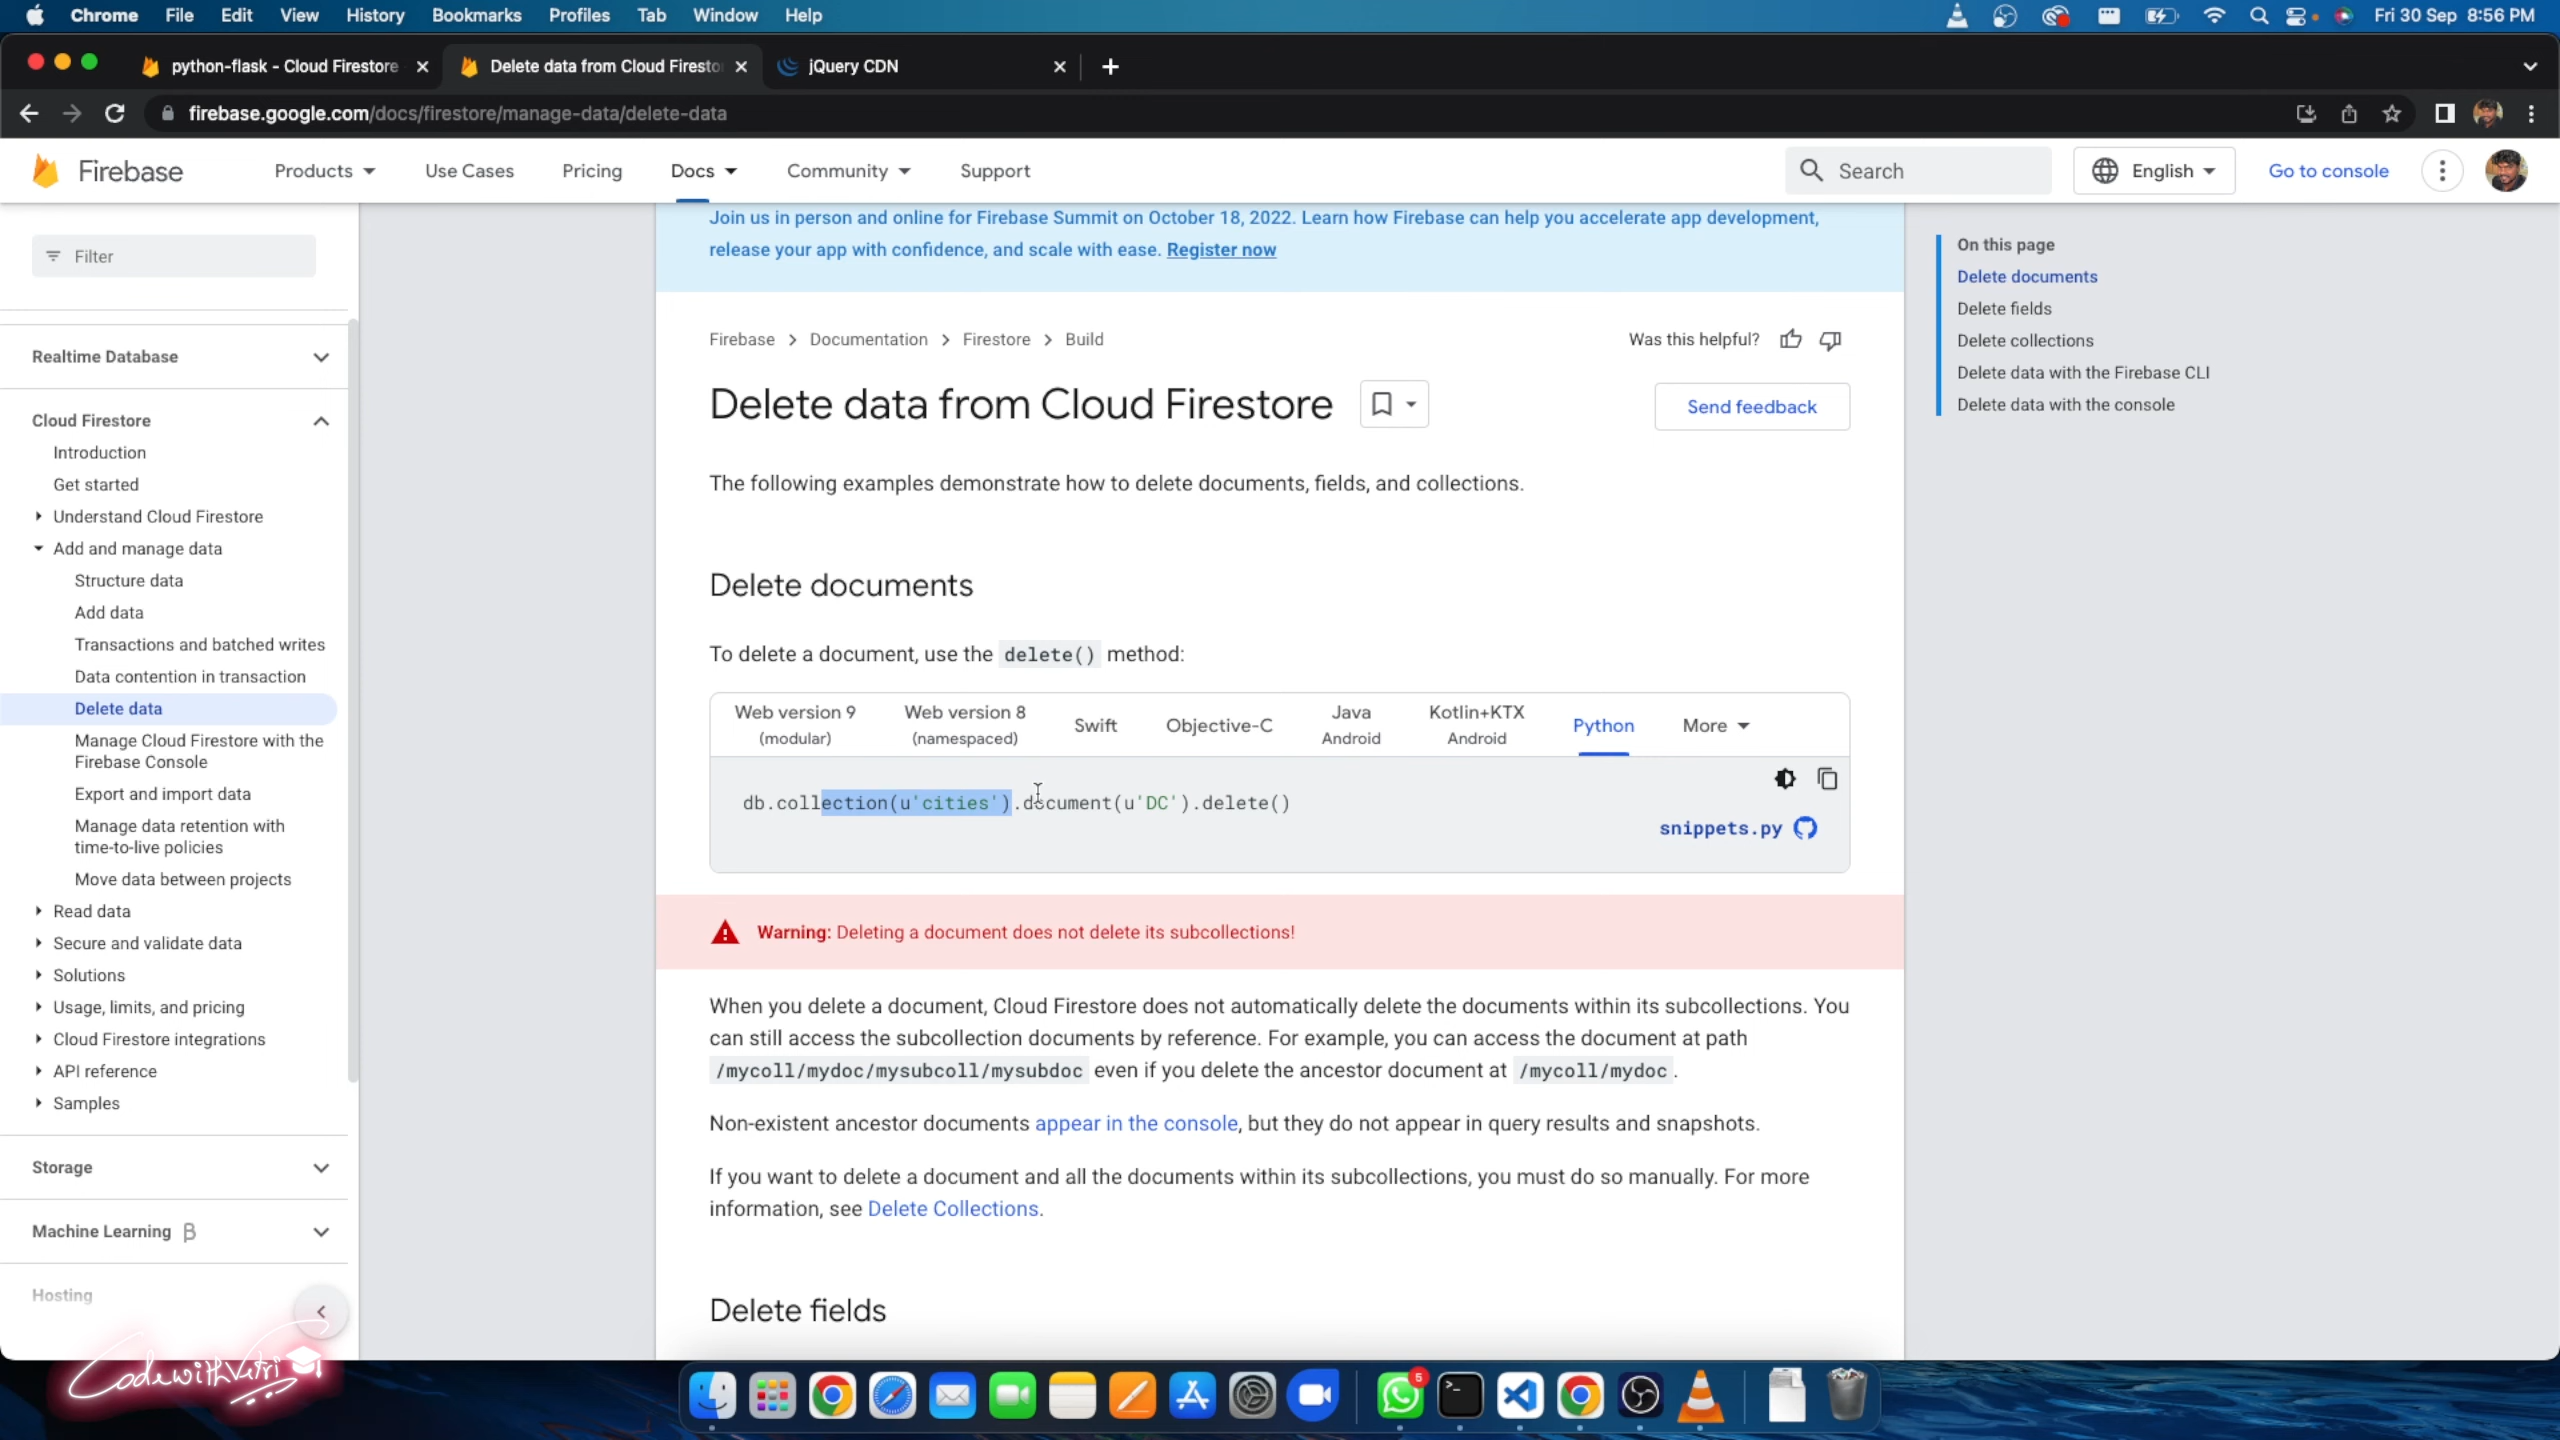 Chrome File Edit View History Bookmarks Profiles Tab Window Help
Fri 30 Sep 8:56 PM
python-flask - Cloud Firestore
Delete data from Cloud Firesto
jQuery CDN
firebase.google.com/docs/firestore/manage-data/delete-data
Firebase
Products
Use Cases
Pricing
Docs
Community
Support
Search
English
Go to console
Filter
Realtime Database
Cloud Firestore
Introduction
Get started
Understand Cloud Firestore
Add and manage data
Structure data
Add data
Transactions and batched writes
Data contention in transaction
Delete data
Manage Cloud Firestore with the
Firebase Console
Export and import data
Manage data retention with
time-to-live policies
Move data between projects
Read data
Secure and validate data
Solutions
Usage, limits, and pricing
Cloud Firestore integrations
API reference
Samples
Storage
Machine Learning β
Hosting
CodewithVetri
Join us in person and online for Firebase Summit on October 18, 2022. Learn how Firebase can help you accelerate app development,
release your app with confidence, and scale with ease. Register now
Firebase > Documentation > Firestore > Build
Was this helpful?
Delete data from Cloud Firestore
Send feedback
The following examples demonstrate how to delete documents, fields, and collections.
Delete documents
To delete a document, use the delete() method:
Web version 9
(modular)
Web version 8
(namespaced)
Swift
Objective-C
Java
Android
Kotlin+KTX
Android
Python
More
db.collection(u'cities').document(u'DC').delete()
snippets.py
Warning: Deleting a document does not delete its subcollections!
When you delete a document, Cloud Firestore does not automatically delete the documents within its subcollections. You
can still access the subcollection documents by reference. For example, you can access the document at path
/mycoll/mydoc/mysubcoll/mysubdoc even if you delete the ancestor document at /mycoll/mydoc.
Non-existent ancestor documents appear in the console, but they do not appear in query results and snapshots.
If you want to delete a document and all the documents within its subcollections, you must do so manually. For more
information, see Delete Collections.
Delete fields
On this page
Delete documents
Delete fields
Delete collections
Delete data with the Firebase CLI
Delete data with the console
5